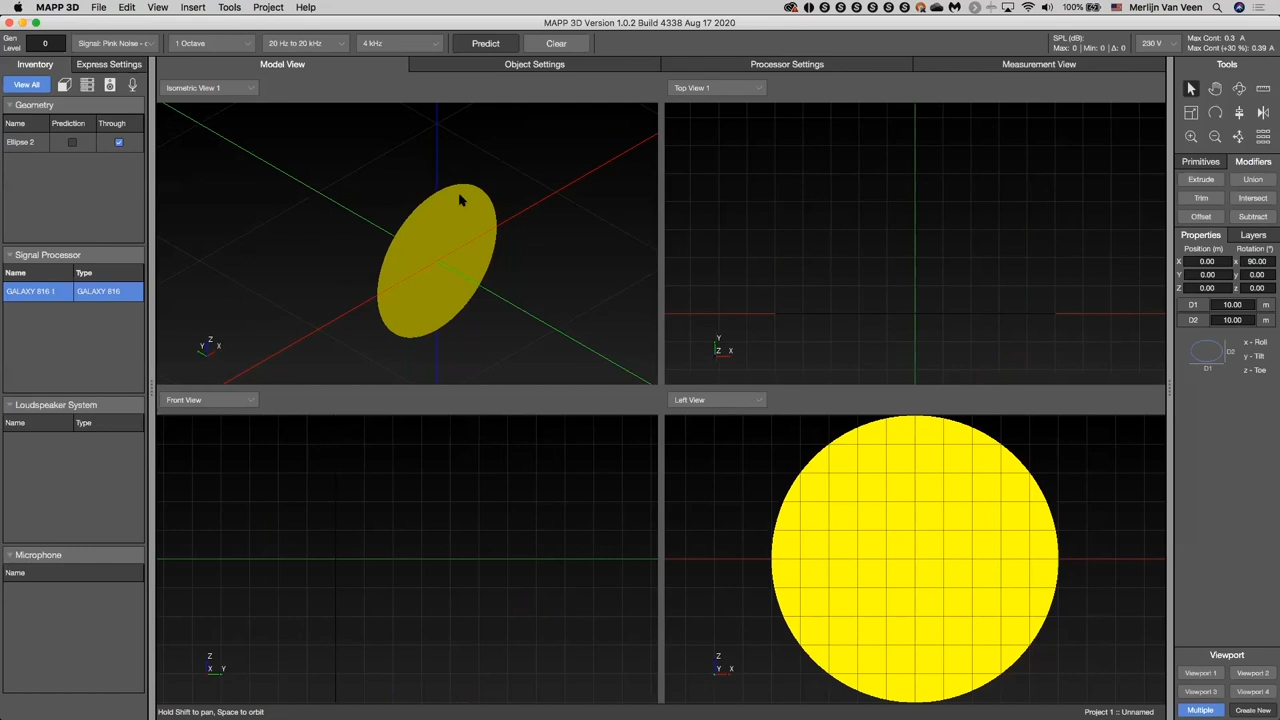 MAPP 3D File Edit View Insert Tools Project Help 100% Merlijn Van Veen
MAPP 3D Version 1.0.2 Build 4338 Aug 17 2020
Gen Level 0 Signal: Pink Noise - 1 Octave 20 Hz to 20 kHz 4 kHz Predict Clear SPL (dB): Max: 0 | Min: 0 | Δ: 0 230 V Max Cont: 0.3 A Max Cont (+30 %): 0.39 A
Inventory Express Settings Model View Object Settings Processor Settings Measurement View Tools
View All Isometric View 1 Top View 1
Geometry
Name Prediction Through
Ellipse 2
Primitives Modifiers
Extrude Union
Trim Intersect
Offset Subtract
Properties Layers
Position (m) Rotation (°)
X 0.00 x 90.00
Y 0.00 y 0.00
Z 0.00 z 0.00
D1 10.00 m
D2 10.00 m
x - Roll
D2
y - Tilt
D1
z - Toe
Signal Processor
Name Type
GALAXY 816 1 GALAXY 816
Z
Y X
Y
Z X
Front View Left View
Loudspeaker System
Name Type
Microphone
Name
Z
X Y
Z
Y X
Viewport
Viewport 1 Viewport 2
Viewport 3 Viewport 4
Multiple Create New
Hold Shift to pan, Space to orbit Project 1 :: Unnamed